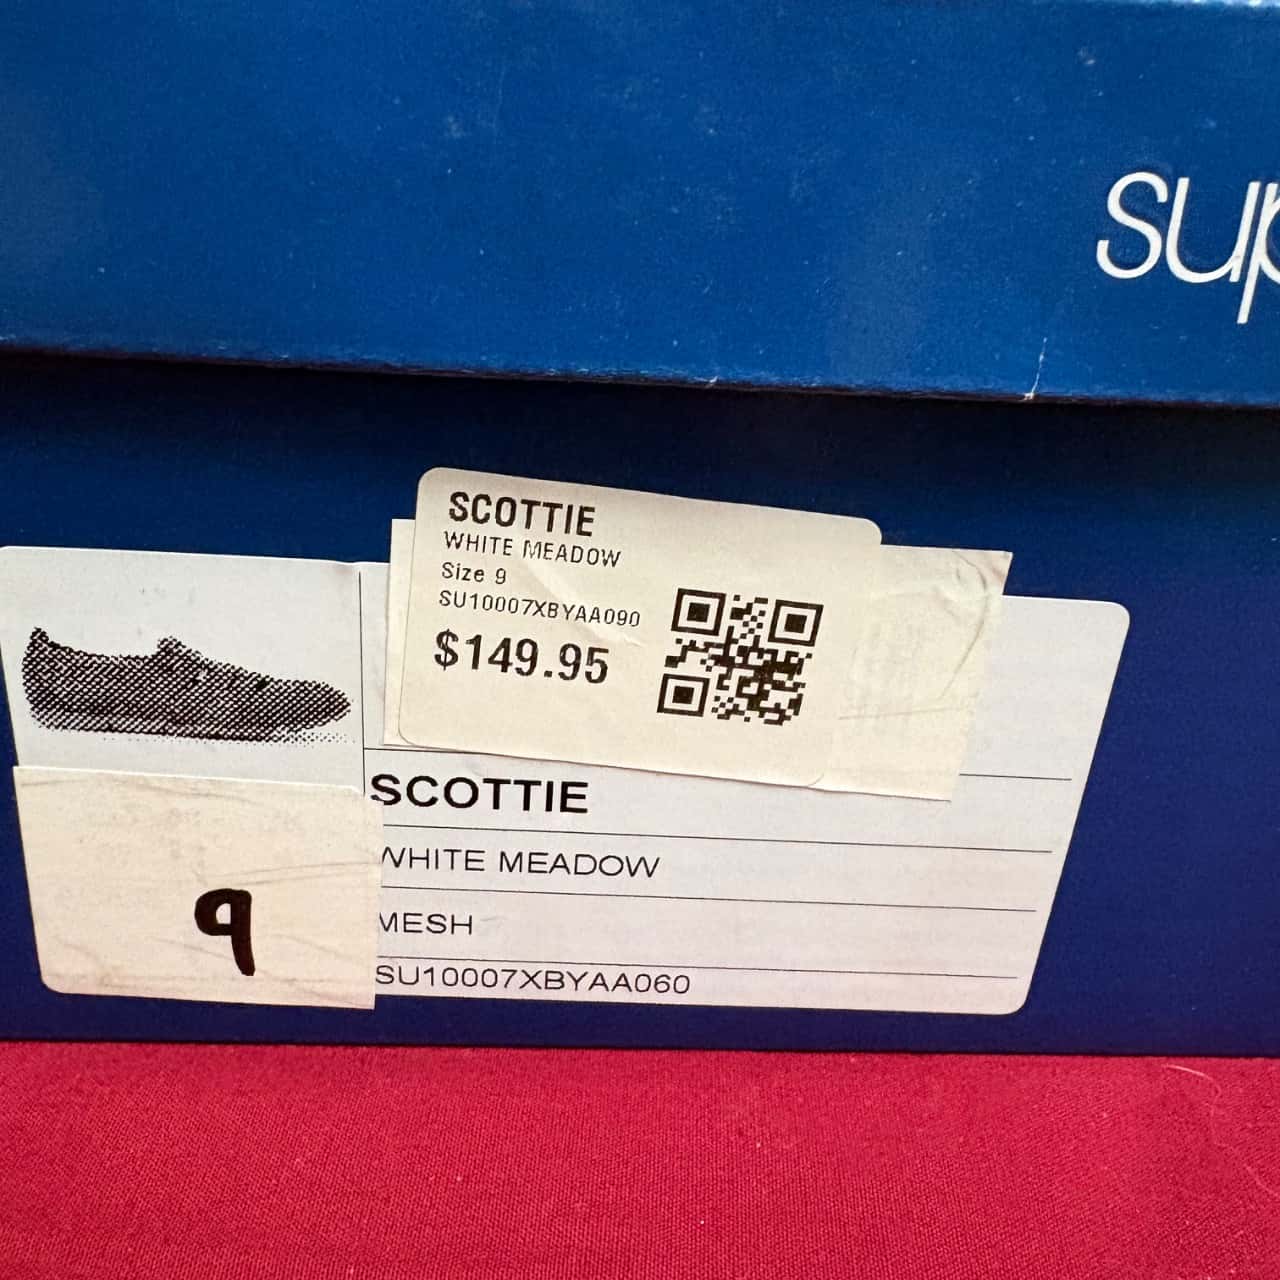 sup
SCOTTIE
WHITE MEADOW
Size 9
SU10007XBYAA090
$149.95
SCOTTIE
WHITE MEADOW
MESH
SU10007XBYAA060
9